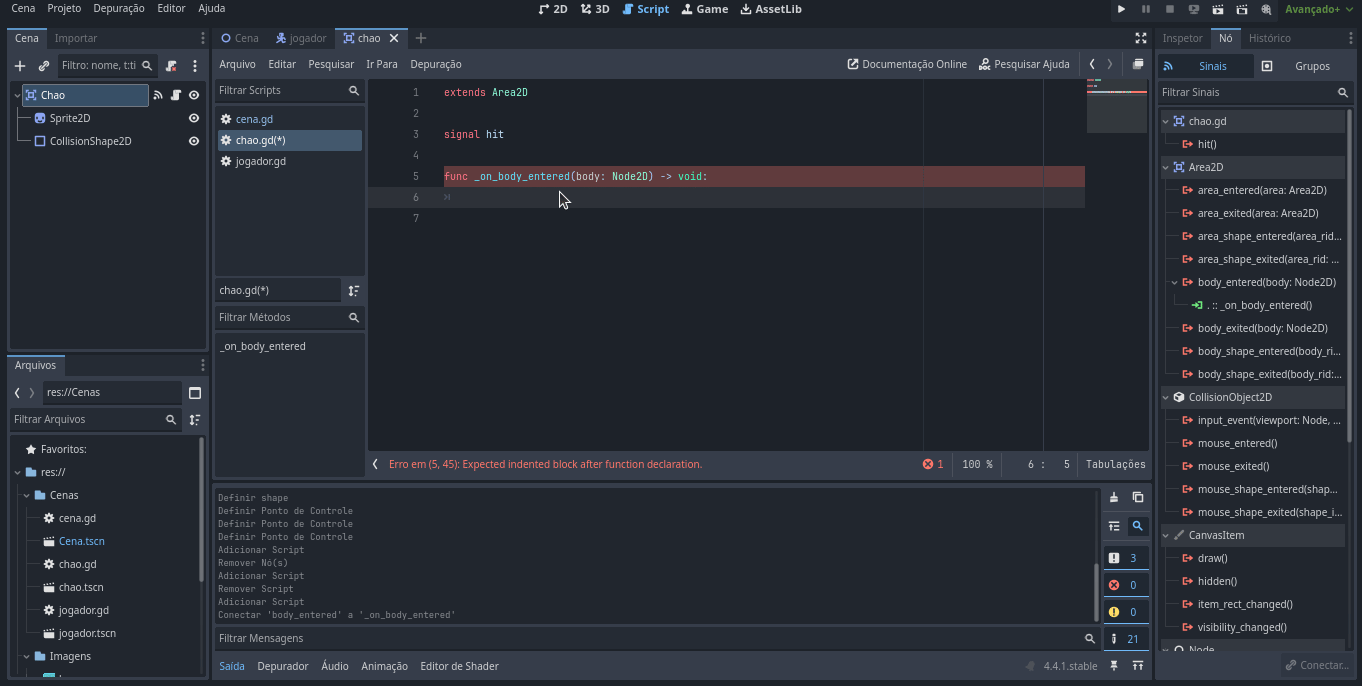 Cena Projeto Depuração Editor Ajuda
2D 3D Script Game AssetLib
Avançado+
Cena Importar
Filtro: nome, t:ti
Chao
Sprite2D
CollisionShape2D
Arquivos
res://Cenas
Filtrar Arquivos
Favoritos:
res://
Cenas
cena.gd
Cena.tscn
chao.gd
chao.tscn
jogador.gd
jogador.tscn
Imagens
Cena jogador chao
Arquivo Editar Pesquisar Ir Para Depuração
Documentação Online Pesquisar Ajuda
Filtrar Scripts
cena.gd
chao.gd(*)
jogador.gd
chao.gd(*)
Filtrar Métodos
_on_body_entered
1 extends Area2D
2
3 signal hit
4
5 func _on_body_entered(body: Node2D) -> void:
6
7
Erro em (5, 45): Expected indented block after function declaration.
1 100 % 6 : 5 Tabulações
Definir shape
Definir Ponto de Controle
Definir Ponto de Controle
Definir Ponto de Controle
Adicionar Script
Remover Nó(s)
Adicionar Script
Remover Script
Adicionar Script
Conectar 'body_entered' a '_on_body_entered'
3
0
0
21
Filtrar Mensagens
Saída Depurador Áudio Animação Editor de Shader
4.4.1.stable
Inspetor Nó Histórico
Sinais Grupos
Filtrar Sinais
chao.gd
hit()
Area2D
area_entered(area: Area2D)
area_exited(area: Area2D)
area_shape_entered(area_rid...
area_shape_exited(area_rid: ...
body_entered(body: Node2D)
. :: _on_body_entered()
body_exited(body: Node2D)
body_shape_entered(body_ri...
body_shape_exited(body_rid:...
CollisionObject2D
input_event(viewport: Node, ...
mouse_entered()
mouse_exited()
mouse_shape_entered(shap...
mouse_shape_exited(shape_i...
CanvasItem
draw()
hidden()
item_rect_changed()
visibility_changed()
Node
Conectar...